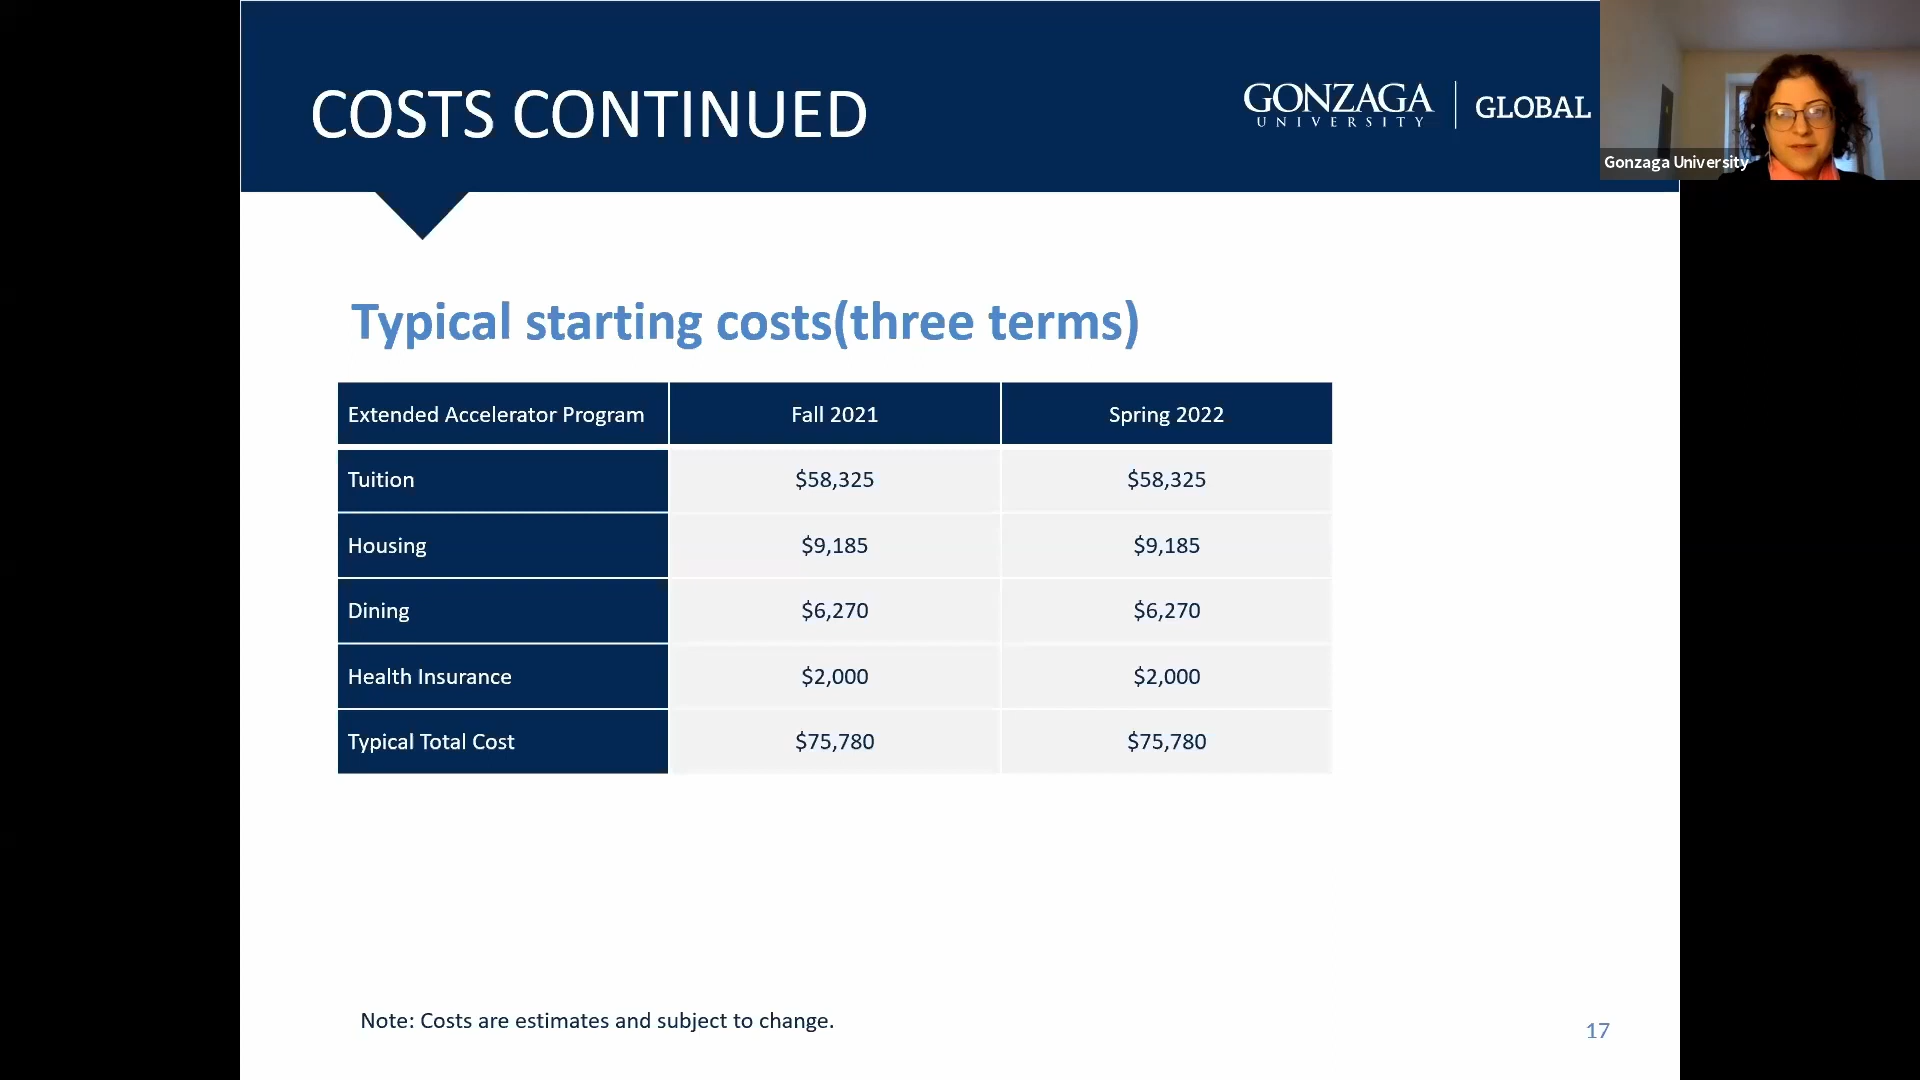 COSTS CONTINUED
GONZAGA
UNIVERSITY
GLOBAL
Gonzaga University
Typical starting costs(three terms)
Extended Accelerator Program Fall 2021 Spring 2022
Tuition $58,325 $58,325
Housing $9,185 $9,185
Dining $6,270 $6,270
Health Insurance $2,000 $2,000
Typical Total Cost $75,780 $75,780
Note: Costs are estimates and subject to change.
17